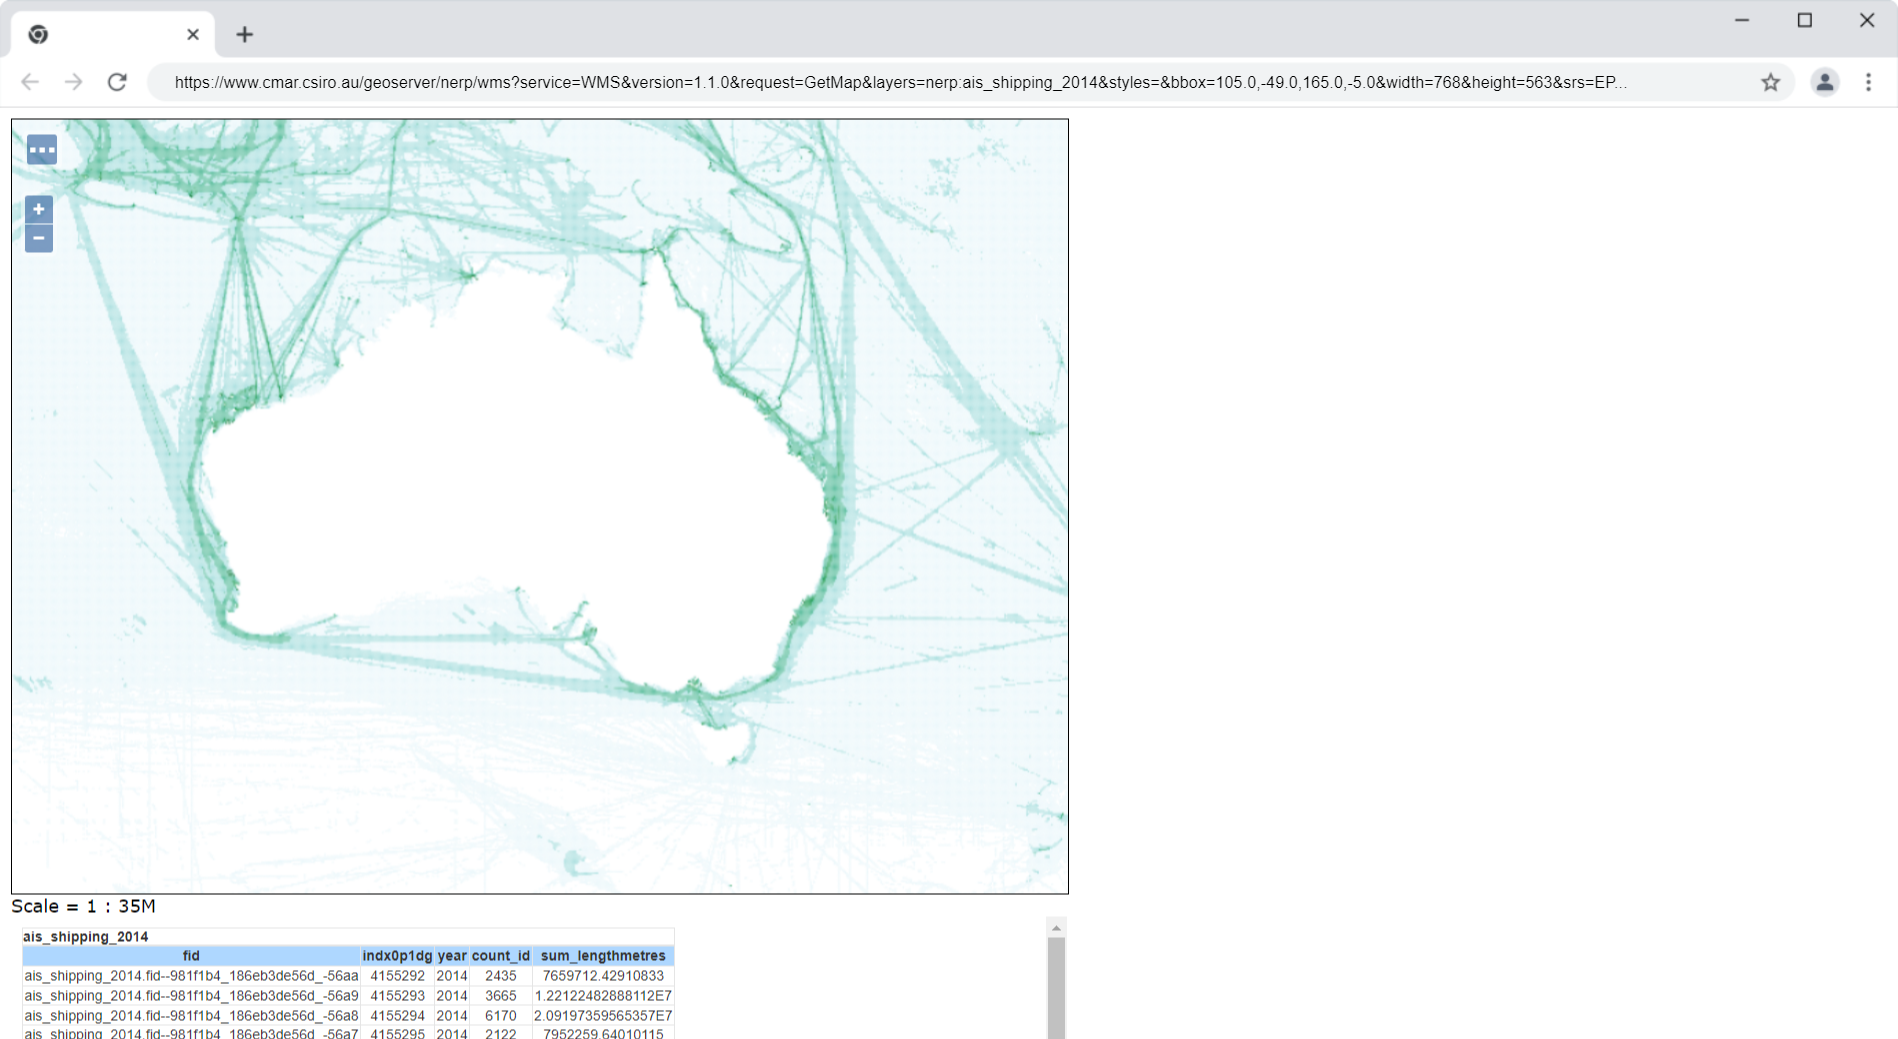 https://www.cmar.csiro.au/geoserver/nerp/wms?service=WMS&version=1.1.0&request=GetMap&layers=nerp:ais_shipping_2014&styles=&bbox=105.0,-49.0,165.0,-5.0&width=768&height=563&srs=EP...
+
−
Scale = 1 : 35M
ais_shipping_2014
fid indx0p1dg year count_id sum_lengthmetres
ais_shipping_2014.fid--981f1b4_186eb3de56d_-56aa 4155292 2014 2435 7659712.42910833
ais_shipping_2014.fid--981f1b4_186eb3de56d_-56a9 4155293 2014 3665 1.22122482888112E7
ais_shipping_2014.fid--981f1b4_186eb3de56d_-56a8 4155294 2014 6170 2.09197359565357E7
ais_shipping_2014.fid--981f1b4_186eb3de56d_-56a7 4155295 2014 2122 7952259.64010115